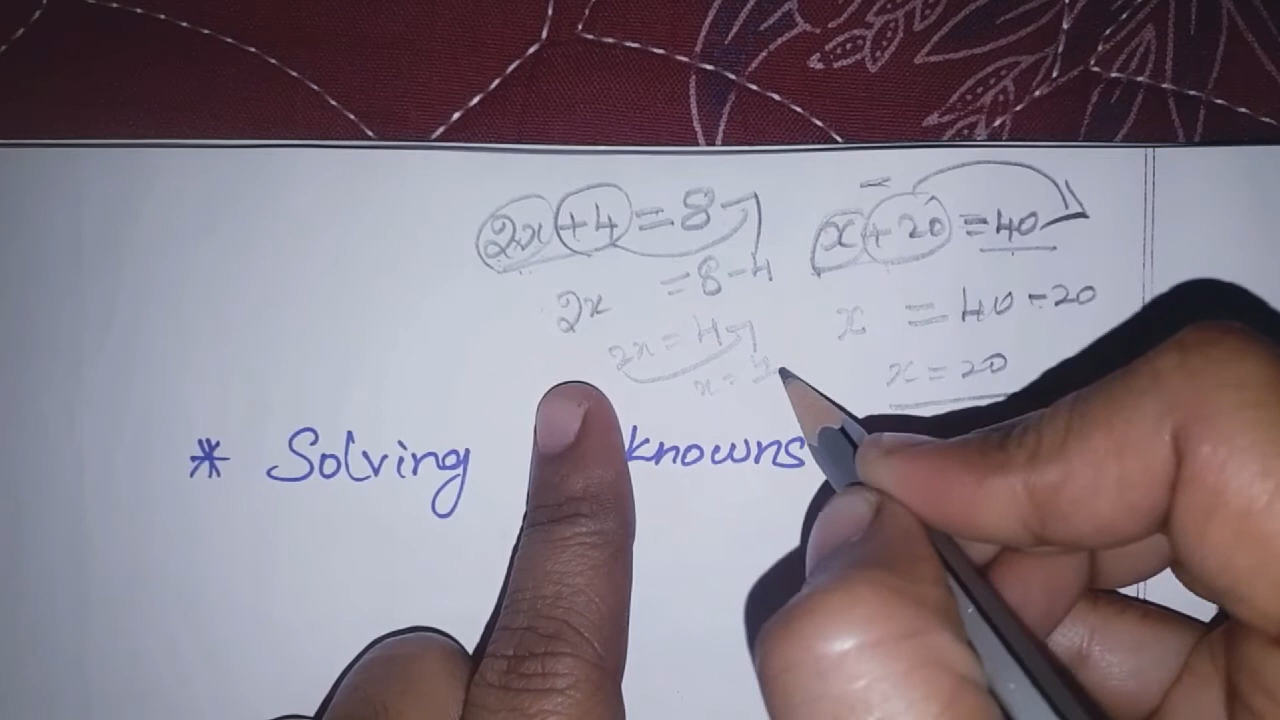 2x + 4 = 8
2x = 8 - 4
2x = 4
x =
x + 20 = 40
x = 40 - 20
x = 20
* Solving knowns